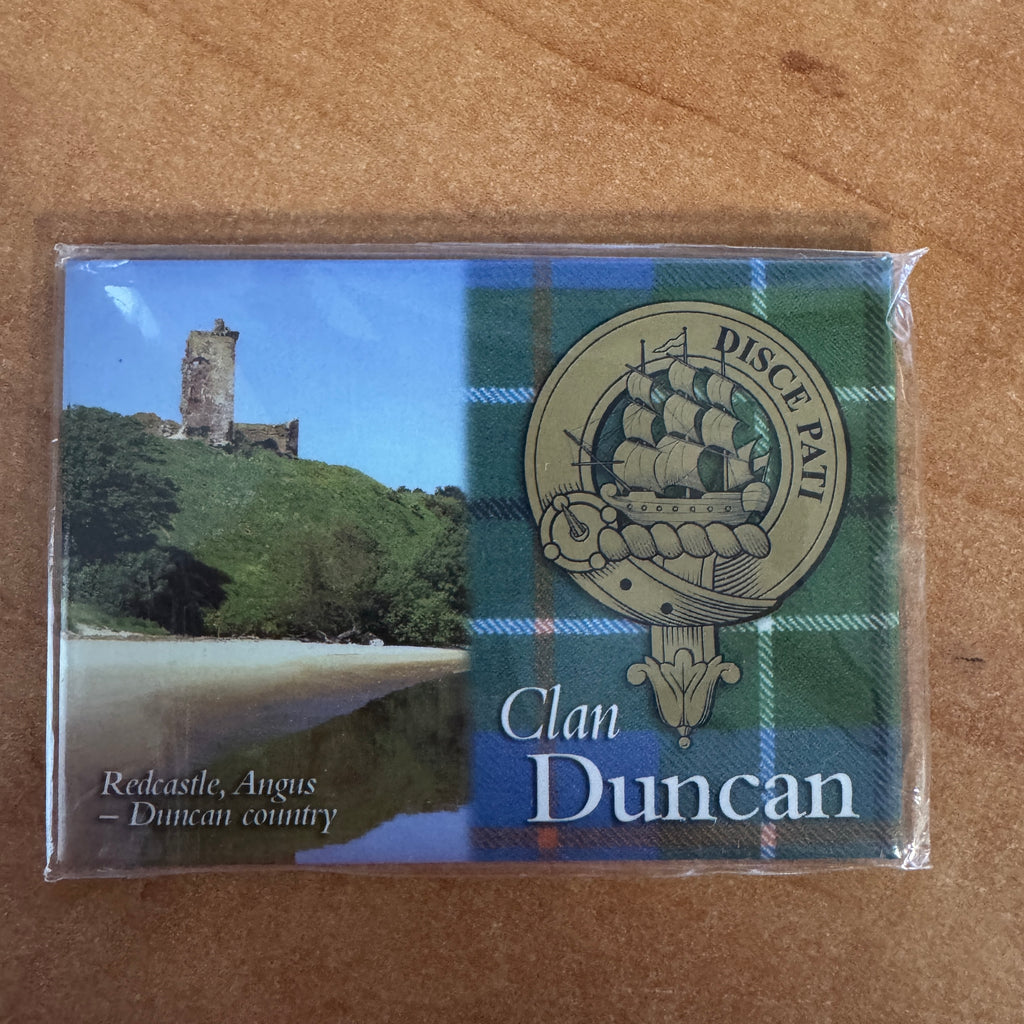 DISCE PATI
Clan
Duncan
Redcastle, Angus
– Duncan country